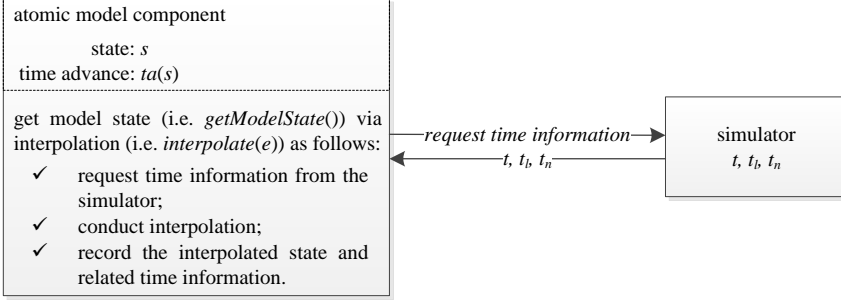 atomic model component
state: s
time advance: ta(s)
get model state (i.e. getModelState()) via
interpolation (i.e. interpolate(e)) as follows:
✓ request time information from the
simulator;
✓ conduct interpolation;
✓ record the interpolated state and
related time information.
request time information
t, tl, tn
simulator
t, tl, tn